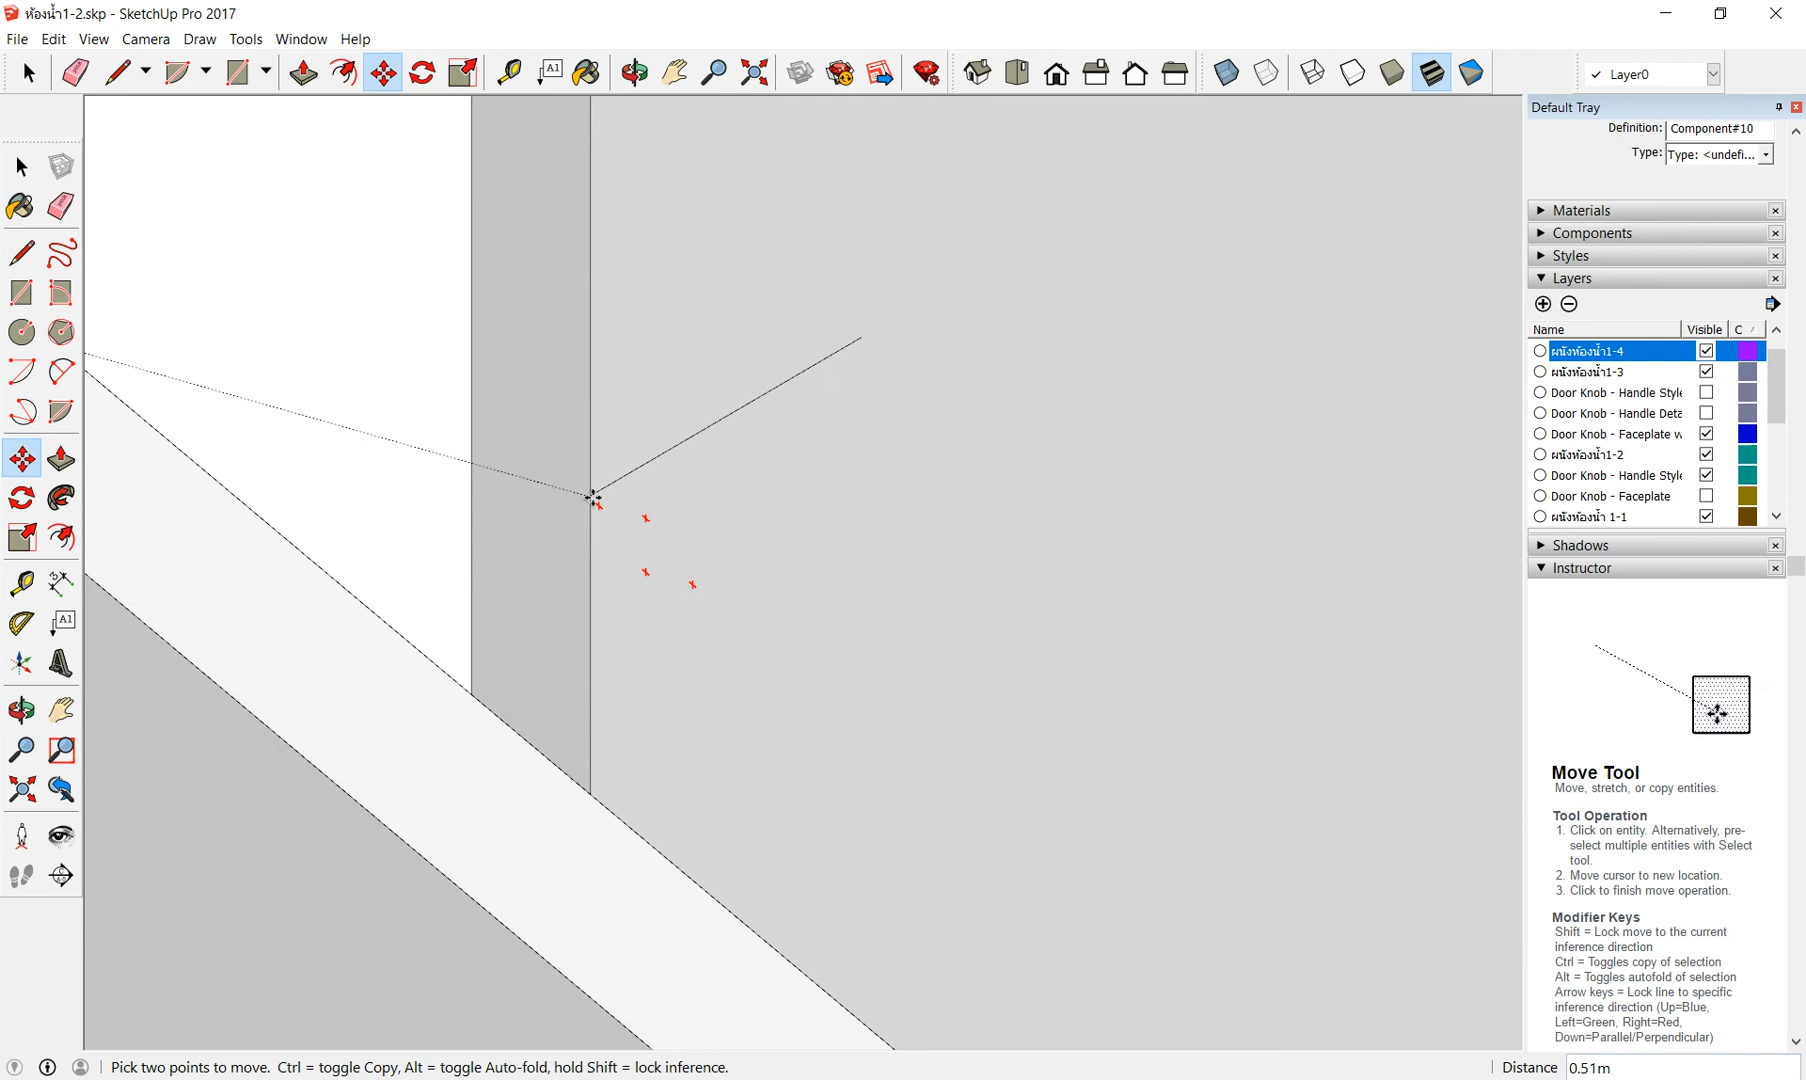 ห้องน้ำ1-2.skp - SketchUp Pro 2017
File Edit View Camera Draw Tools Window Help
A1
Layer0
Default Tray
Definition: Component#10
Type: Type: <undefi...
Materials
Components
Styles
Layers
Name Visible C
ผนังห้องน้ำ1-4
ผนังห้องน้ำ1-3
Door Knob - Handle Style
Door Knob - Handle Deta
Door Knob - Faceplate w
ผนังห้องน้ำ1-2
Door Knob - Handle Style
Door Knob - Faceplate
ผนังห้องน้ำ 1-1
Shadows
Instructor
A1
Move Tool
Move, stretch, or copy entities.
Tool Operation
1. Click on entity. Alternatively, pre-
select multiple entities with Select
tool.
2. Move cursor to new location.
3. Click to finish move operation.
Modifier Keys
Shift = Lock move to the current
inference direction
Ctrl = Toggles copy of selection
Alt = Toggles autofold of selection
Arrow keys = Lock line to specific
inference direction (Up=Blue,
Left=Green, Right=Red,
Down=Parallel/Perpendicular)
Pick two points to move. Ctrl = toggle Copy, Alt = toggle Auto-fold, hold Shift = lock inference.
Distance 0.51m